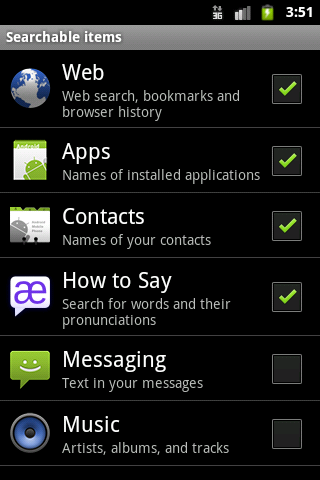 3G 3:51
Searchable items
Web
Web search, bookmarks and
browser history
Android
Apps
Names of installed applications
Contacts
Names of your contacts
æ
How to Say
Search for words and their
pronunciations
Messaging
Text in your messages
Music
Artists, albums, and tracks